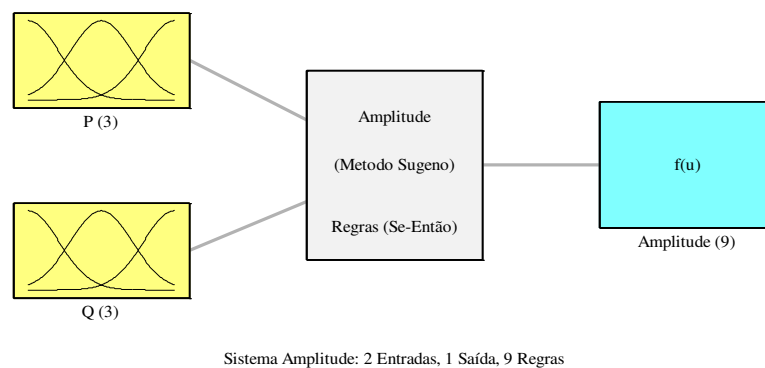 P (3)
Q (3)
Amplitude
(Metodo Sugeno)
Regras (Se-Então)
f(u)
Amplitude (9)
Sistema Amplitude: 2 Entradas, 1 Saída, 9 Regras